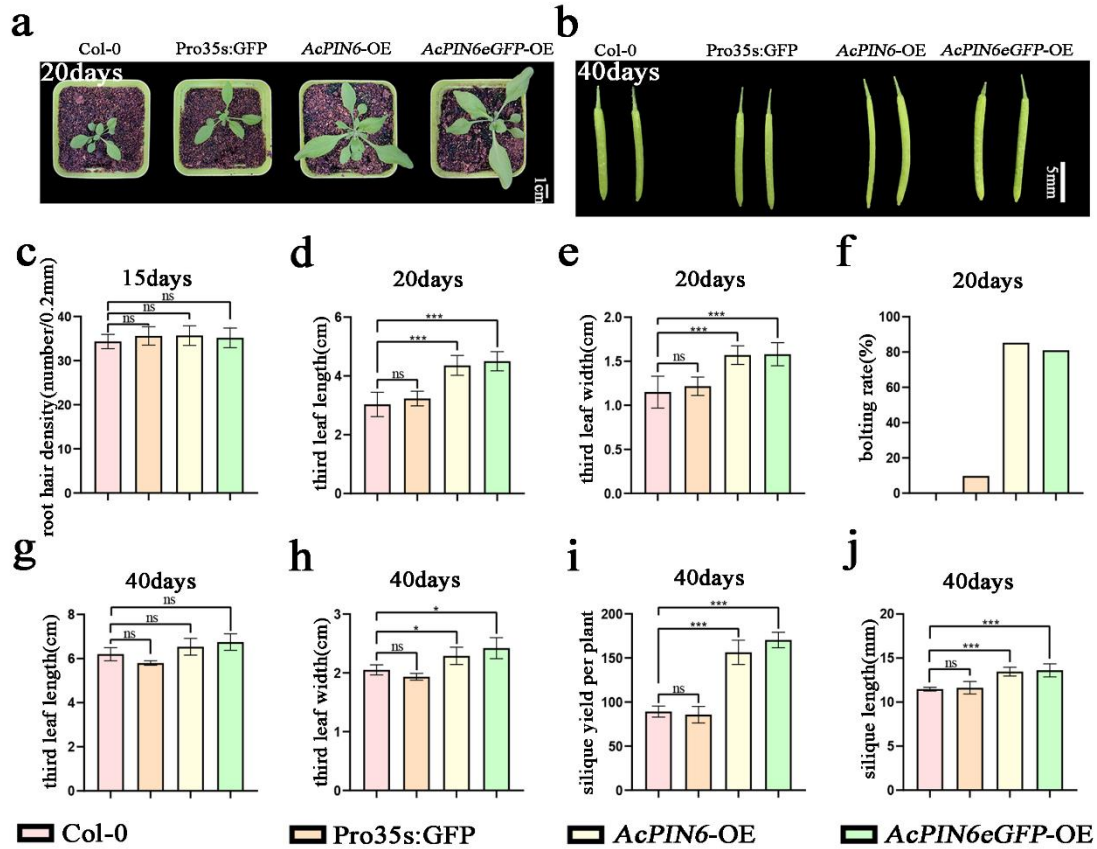 a
Col-0 Pro35s:GFP AcPIN6-OE AcPIN6eGFP-OE
20days
1cm
b
Col-0 Pro35s:GFP AcPIN6-OE AcPIN6eGFP-OE
40days
5mm
c
15days
root hair density(number/0.2mm)
40
30
20
10
0
ns
ns
ns
d
20days
third leaf length(cm)
6
4
2
0
***
***
ns
e
20days
third leaf width(cm)
2.0
1.5
1.0
0.5
0.0
***
***
ns
f
20days
bolting rate(%)
100
80
60
40
20
0
g
40days
third leaf length(cm)
8
6
4
2
0
ns
ns
ns
h
40days
third leaf width(cm)
3
2
1
0
*
*
ns
i
40days
silique yield per plant
200
150
100
50
0
***
***
ns
j
40days
silique length(mm)
20
15
10
5
0
***
***
ns
Col-0 Pro35s:GFP AcPIN6-OE AcPIN6eGFP-OE